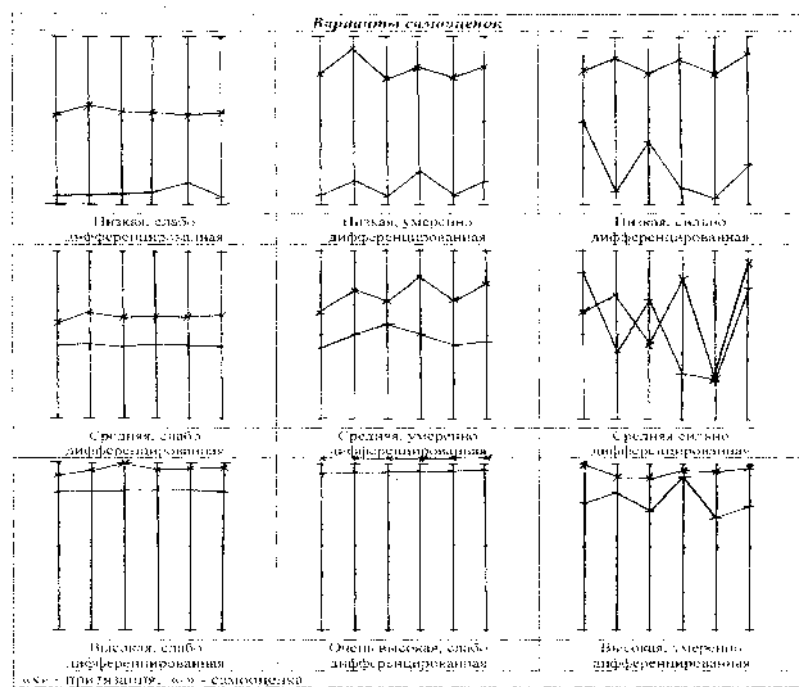 Варианты самооценок
Низкая, слабо
дифференцированная
Низкая, умеренно
дифференцированная
Низкая, сильно
дифференцированная
Средняя, слабо
дифференцированная
Средняя, умеренно
дифференцированная
Средняя сильно
дифференцированная
Высокая, слабо
дифференцированная
Очень высокая, слабо
дифференцированная
Высокая, умеренно
дифференцированная
«x» - притязания, «-» - самооценка